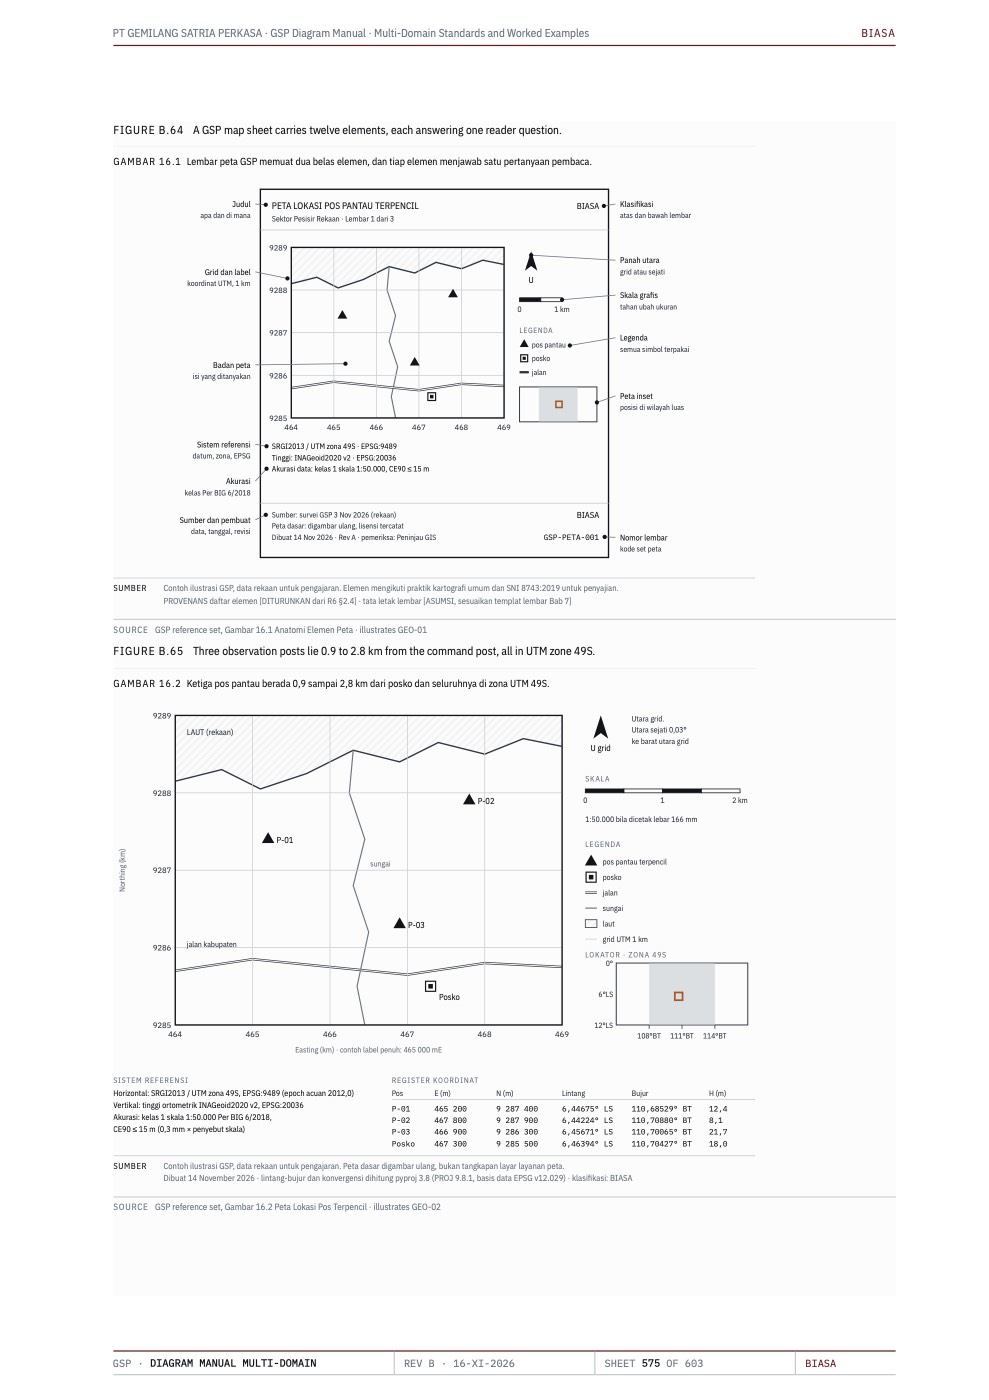 PT GEMILANG SATRIA PERKASA · GSP Diagram Manual · Multi-Domain Standards and Worked Examples
BIASA
FIGURE B.64 A GSP map sheet carries twelve elements, each answering one reader question.
GAMBAR 16.1 Lembar peta GSP memuat dua belas elemen, dan tiap elemen menjawab satu pertanyaan pembaca.
Judul
apa dan di mana
PETA LOKASI POS PANTAU TERPENCIL
Sektor Pesisir Rekaan · Lembar 1 dari 3
BIASA
Klasifikasi
atas dan bawah lembar
Grid dan label
koordinat UTM, 1 km
Badan peta
isi yang ditanyakan
9289
9288
9287
9286
9285
464 465 466 467 468 469
U
0 1 km
LEGENDA
pos pantau
posko
jalan
Panah utara
grid atau sejati
Skala grafis
tahan ubah ukuran
Legenda
semua simbol terpakai
Peta inset
posisi di wilayah luas
Sistem referensi
datum, zona, EPSG
Akurasi
kelas Per BIG 6/2018
SRGI2013 / UTM zona 49S · EPSG:9489
Tinggi: INAGeoid2020 v2 · EPSG:20036
Akurasi data: kelas 1 skala 1:50.000, CE90 ≤ 15 m
Sumber dan pembuat
data, tanggal, revisi
Sumber: survei GSP 3 Nov 2026 (rekaan)
Peta dasar: digambar ulang, lisensi tercatat
Dibuat 14 Nov 2026 · Rev A · pemeriksa: Peninjau GIS
BIASA
GSP-PETA-001
Nomor lembar
kode set peta
SUMBER Contoh ilustrasi GSP, data rekaan untuk pengajaran. Elemen mengikuti praktik kartografi umum dan SNI 8743:2019 untuk penyajian.
PROVENANS daftar elemen [DITURUNKAN dari R6 §2.4] · tata letak lembar [ASUMSI, sesuaikan templat lembar Bab 7]
SOURCE GSP reference set, Gambar 16.1 Anatomi Elemen Peta · illustrates GEO-01
FIGURE B.65 Three observation posts lie 0.9 to 2.8 km from the command post, all in UTM zone 49S.
GAMBAR 16.2 Ketiga pos pantau berada 0,9 sampai 2,8 km dari posko dan seluruhnya di zona UTM 49S.
Northing (km)
9289
9288
9287
9286
9285
LAUT (rekaan)
P-02
P-01
sungai
P-03
jalan kabupaten
Posko
464 465 466 467 468 469
Easting (km) · contoh label penuh: 465 000 mE
U grid
Utara grid.
Utara sejati 0,03°
ke barat utara grid
SKALA
0 1 2 km
1:50.000 bila dicetak lebar 166 mm
LEGENDA
pos pantau terpencil
posko
jalan
sungai
laut
grid UTM 1 km
LOKATOR · ZONA 49S
0°
6°LS
12°LS
108°BT 111°BT 114°BT
SISTEM REFERENSI
Horizontal: SRGI2013 / UTM zona 49S, EPSG:9489 (epoch acuan 2012,0)
Vertikal: tinggi ortometrik INAGeoid2020 v2, EPSG:20036
Akurasi: kelas 1 skala 1:50.000 Per BIG 6/2018,
CE90 ≤ 15 m (0,3 mm × penyebut skala)
REGISTER KOORDINAT
Pos E (m) N (m) Lintang Bujur H (m)
P-01 465 200 9 287 400 6,44675° LS 110,68529° BT 12,4
P-02 467 800 9 287 900 6,44224° LS 110,70880° BT 8,1
P-03 466 900 9 286 300 6,45671° LS 110,70065° BT 21,7
Posko 467 300 9 285 500 6,46394° LS 110,70427° BT 18,0
SUMBER Contoh ilustrasi GSP, data rekaan untuk pengajaran. Peta dasar digambar ulang, bukan tangkapan layar layanan peta.
Dibuat 14 November 2026 · lintang-bujur dan konvergensi dihitung pyproj 3.8 (PROJ 9.8.1, basis data EPSG v12.029) · klasifikasi: BIASA
SOURCE GSP reference set, Gambar 16.2 Peta Lokasi Pos Terpencil · illustrates GEO-02
GSP · DIAGRAM MANUAL MULTI-DOMAIN
REV B · 16-XI-2026
SHEET 575 OF 603
BIASA